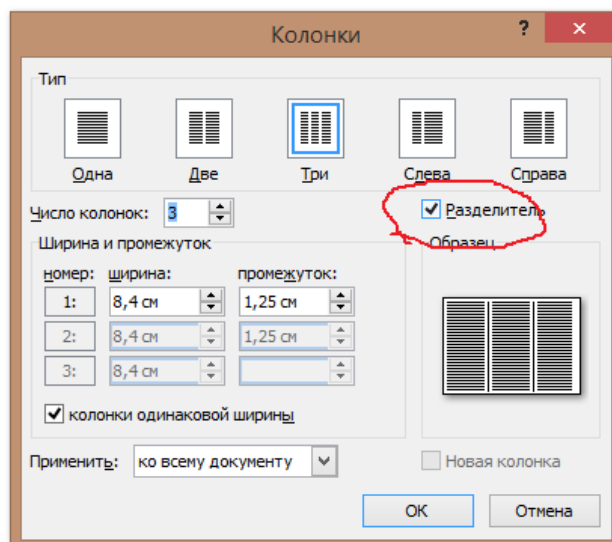 Колонки
?
×
Тип
Одна
Две
Три
Слева
Справа
Число колонок: 3
Разделитель
Ширина и промежуток
Образец
номер: ширина: промежуток:
1: 8,4 см 1,25 см
2: 8,4 см 1,25 см
3: 8,4 см
колонки одинаковой ширины
Применить: ко всему документу
Новая колонка
ОК
Отмена